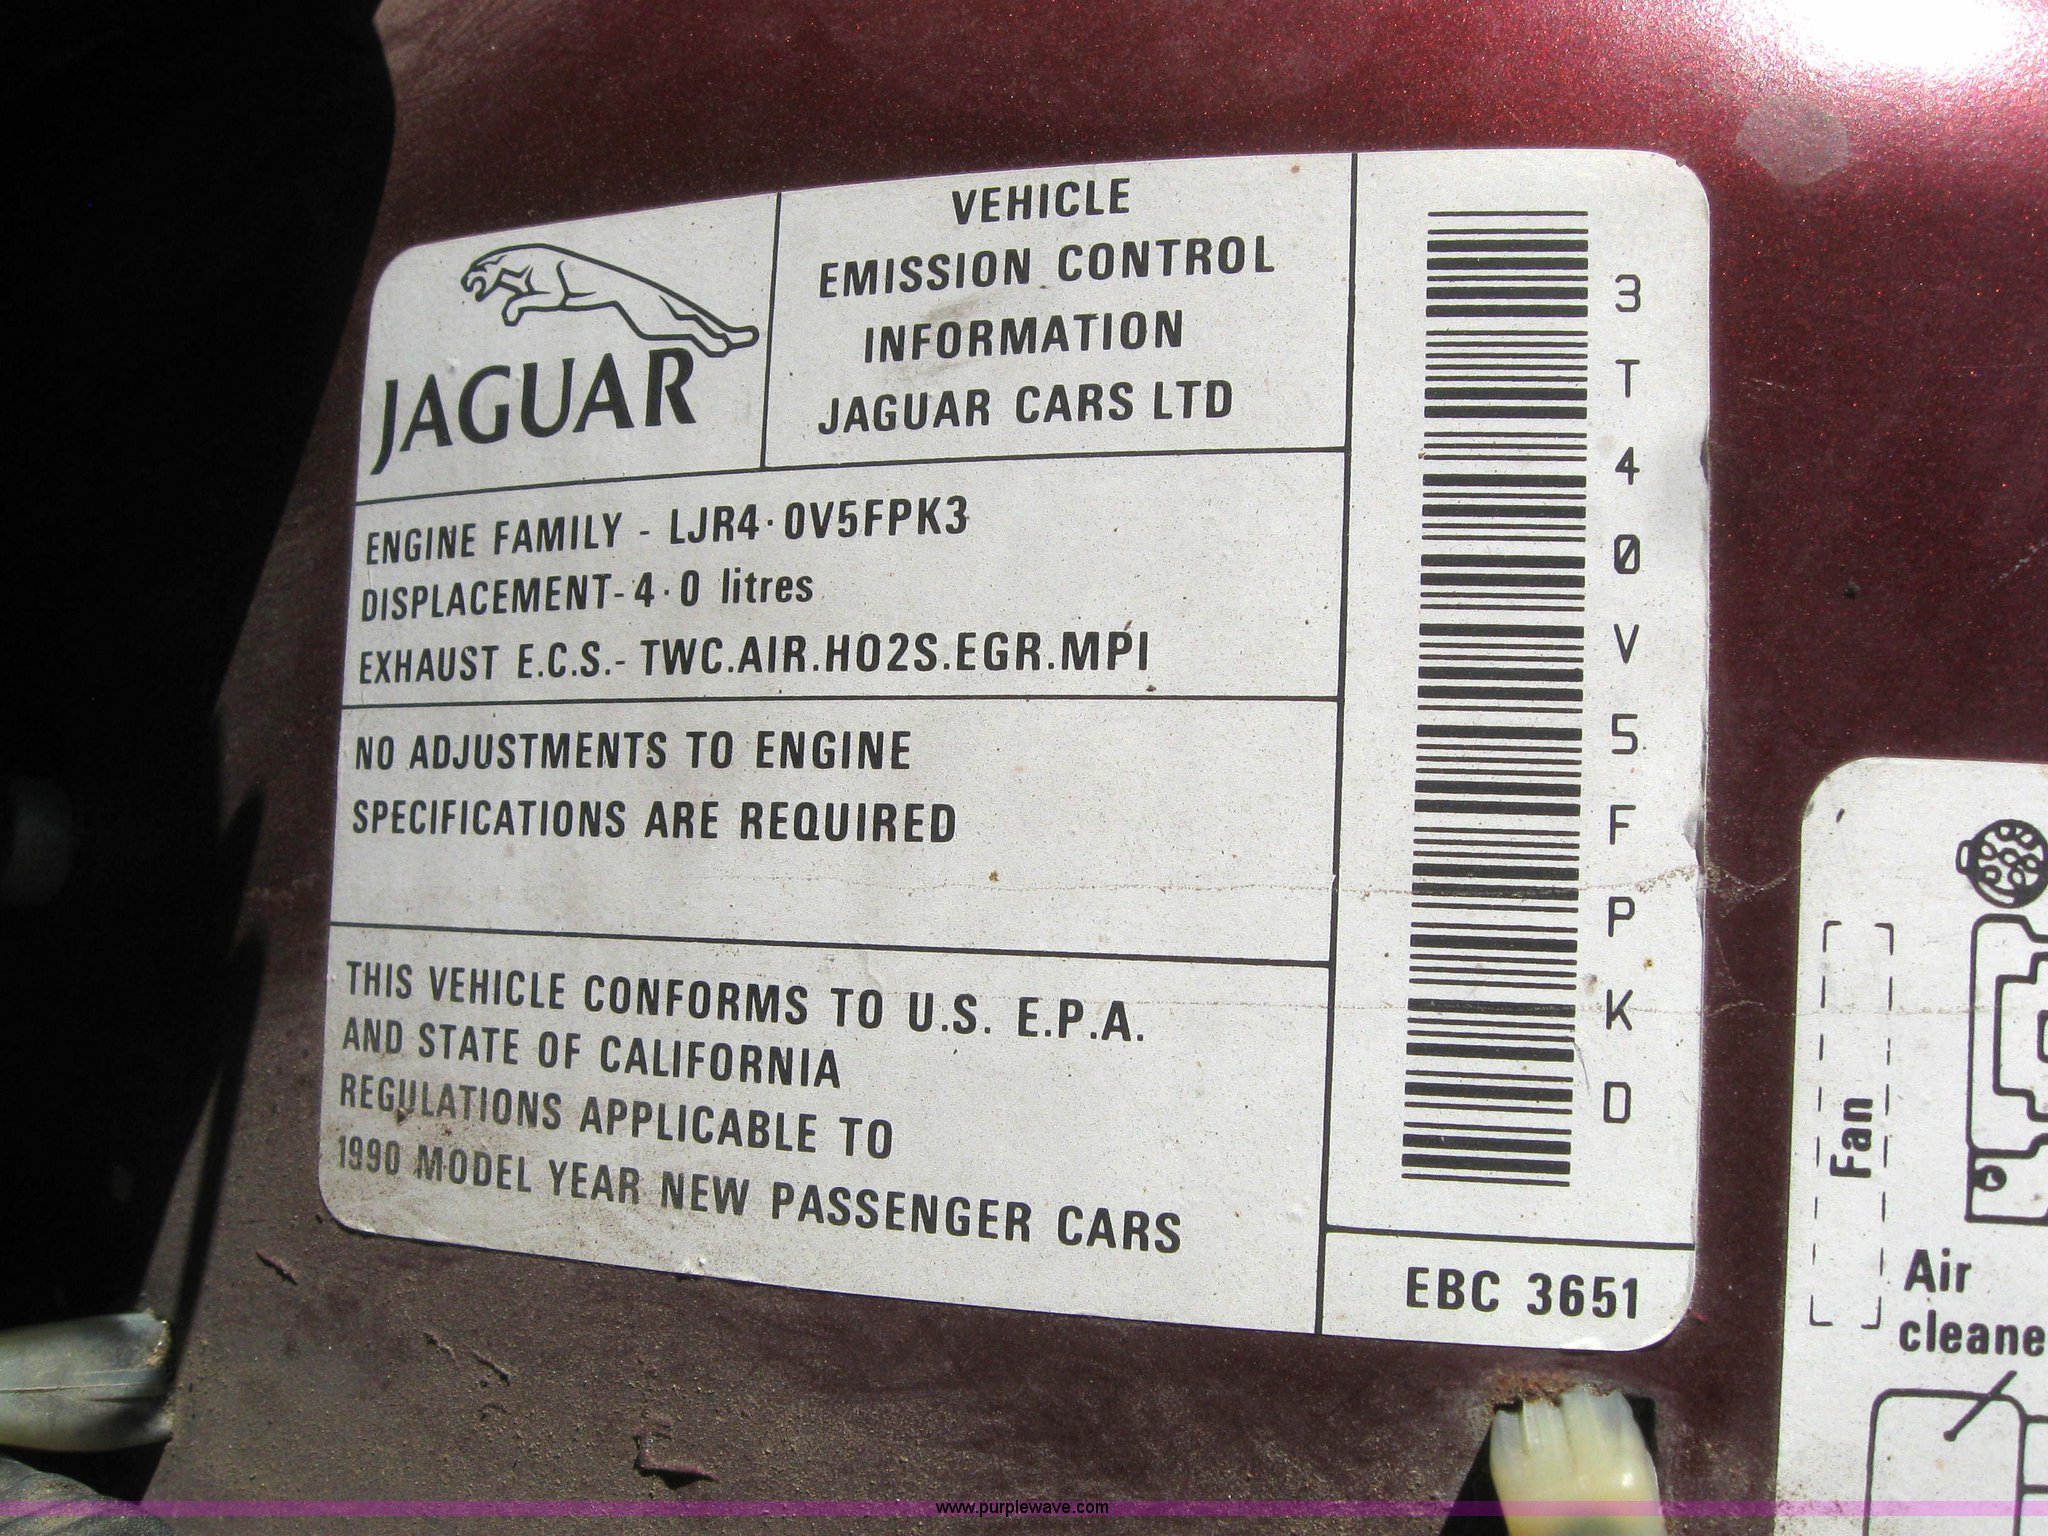 JAGUAR
VEHICLE
EMISSION CONTROL
INFORMATION
JAGUAR CARS LTD
ENGINE FAMILY - LJR4·0V5FPK3
DISPLACEMENT-4·0 litres
EXHAUST E.C.S.- TWC.AIR.HO2S.EGR.MPI
NO ADJUSTMENTS TO ENGINE
SPECIFICATIONS ARE REQUIRED
THIS VEHICLE CONFORMS TO U.S. E.P.A.
AND STATE OF CALIFORNIA
REGULATIONS APPLICABLE TO
1990 MODEL YEAR NEW PASSENGER CARS
3T40V5FPKD
EBC 3651
Fan
Air
cleane
www.purplewave.com